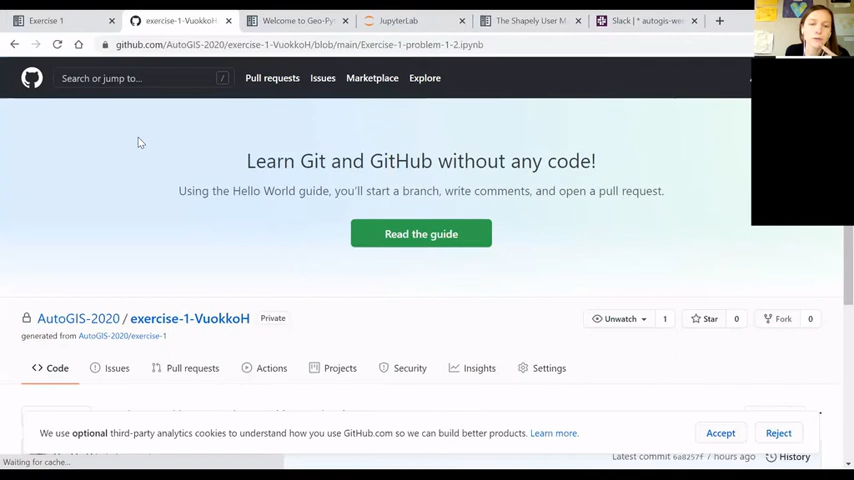 Exercise 1
exercise-1-VuokkoH/exercise-1-p
Welcome to Geo-Pyt
JupyterLab
The Shapely User M
Slack | * autogis-we
github.com/AutoGIS-2020/exercise-1-VuokkoH/blob/main/Exercise-1-problem-1-2.ipynb
Search or jump to...
/
Pull requests
Issues
Marketplace
Explore
Learn Git and GitHub without any code!
Using the Hello World guide, you'll start a branch, write comments, and open a pull request.
Read the guide
AutoGIS-2020 / exercise-1-VuokkoH
Private
Unwatch
1
Star
0
Fork
0
generated from AutoGIS-2020/exercise-1
Code
Issues
Pull requests
Actions
Projects
Security
Insights
Settings
We use optional third-party analytics cookies to understand how you use GitHub.com so we can build better products. Learn more.
Accept
Reject
Waiting for cache...
Latest commit 6a8257f 7 hours ago
History